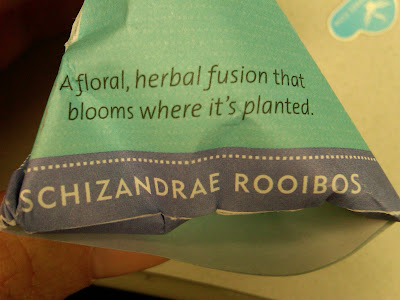 A floral, herbal fusion that
blooms where it's planted.
SCHIZANDRAE ROOIBOS